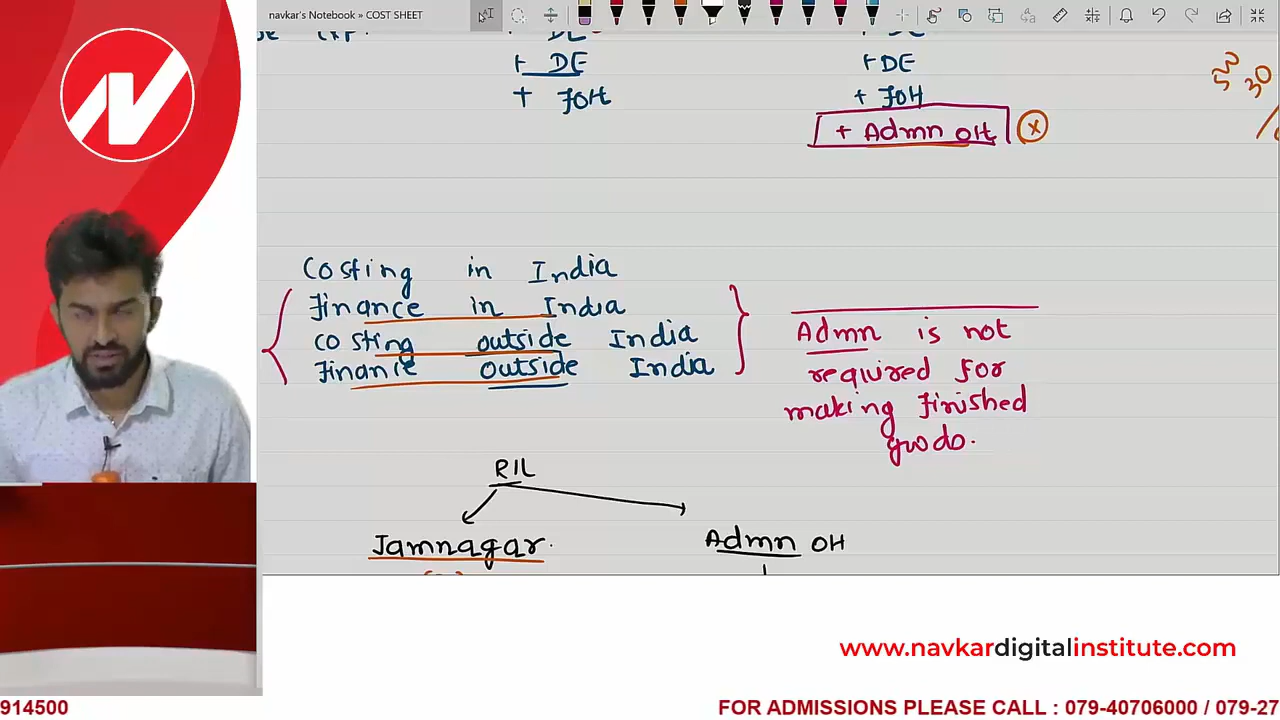 navkar's Notebook » COST SHEET
+ DE
+ FOH
+ DE
+ FOH
+ Admn OH
x
30
Costing in India
Finance in India
costing outside India
Finance outside India
Admn is not
required for
making finished
goods.
RIL
Jamnagar
Admn OH
www.navkardigitalinstitute.com
914500
FOR ADMISSIONS PLEASE CALL : 079-40706000 / 079-27